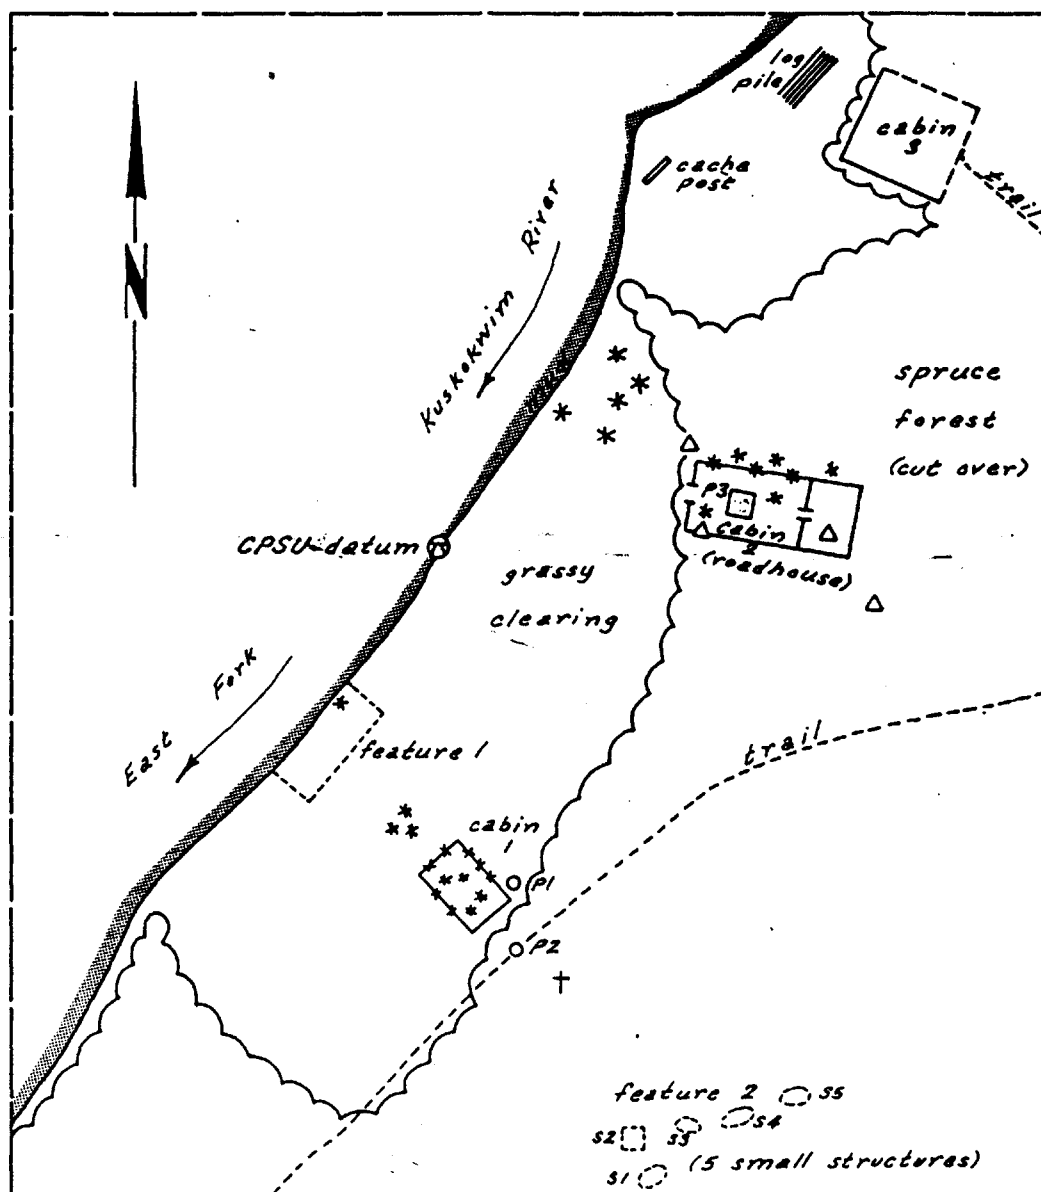 log
pile
cabin
3
cache
post
trail
River
Kuskokwim
N
spruce
forest
(cut over)
P3
cabin
2
(roadhouse)
CPSU-datum
grassy
clearing
Fork
East
feature 1
trail
cabin
1
P1
P2
feature 2
S5
S4
S2
S3
S1
(5 small structures)